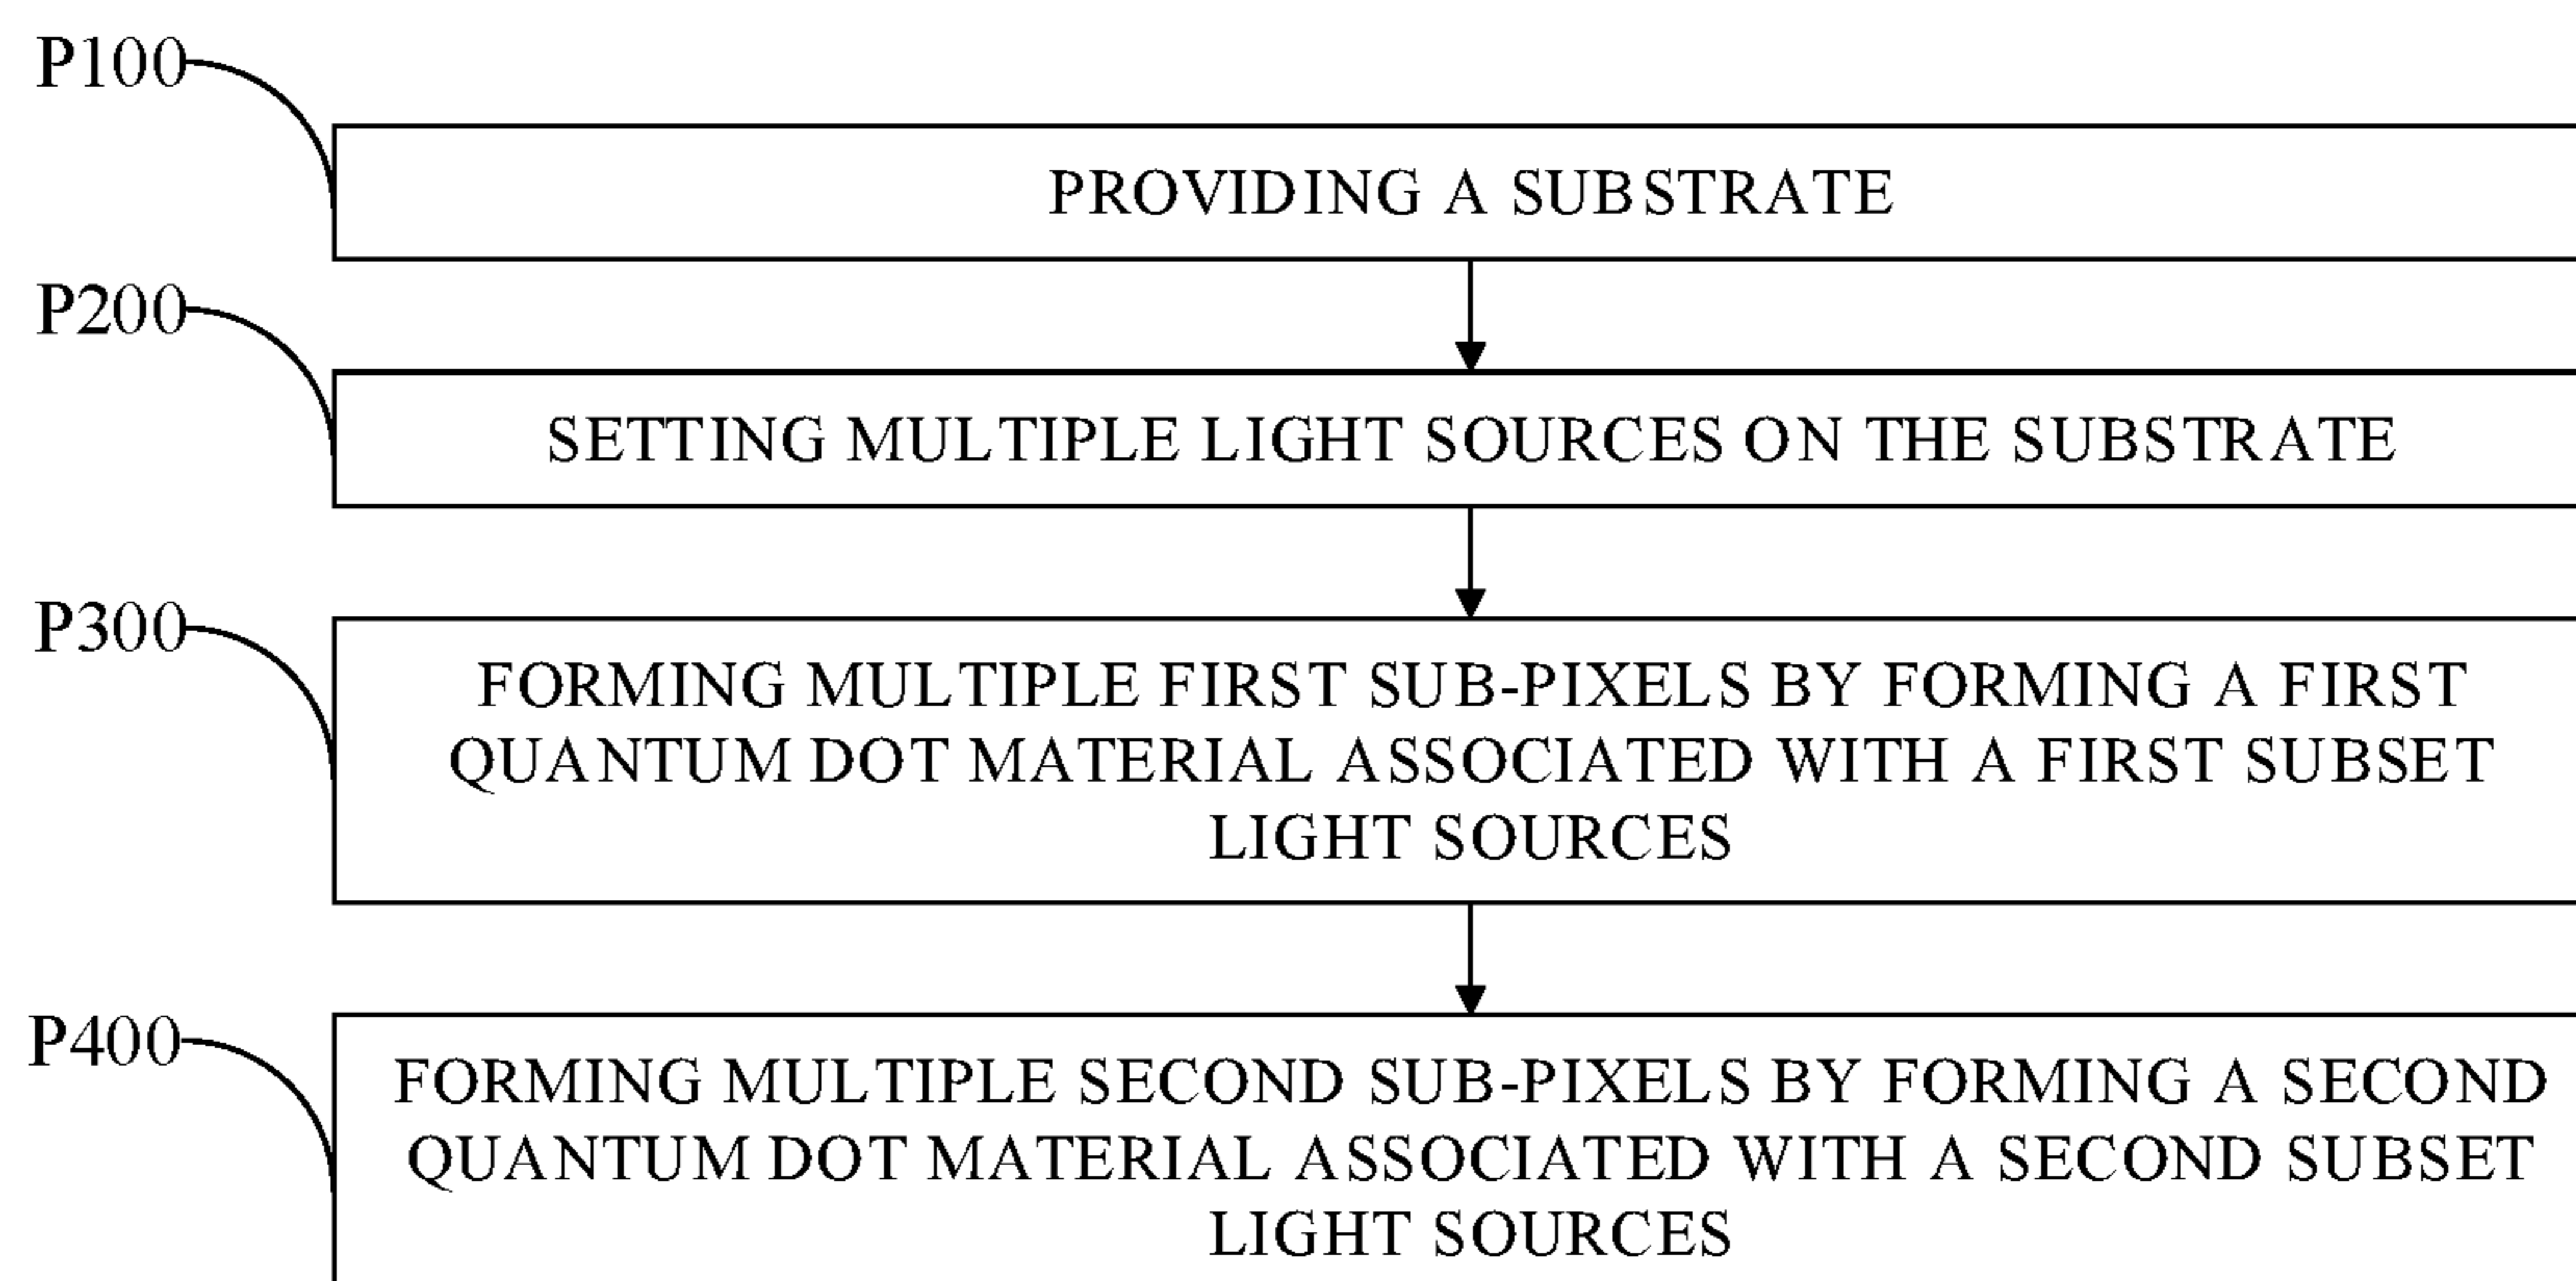 P100
PROVIDING A SUBSTRATE
P200
SETTING MULTIPLE LIGHT SOURCES ON THE SUBSTRATE
P300
FORMING MULTIPLE FIRST SUB-PIXELS BY FORMING A FIRST
QUANTUM DOT MATERIAL ASSOCIATED WITH A FIRST SUBSET
LIGHT SOURCES
P400
FORMING MULTIPLE SECOND SUB-PIXELS BY FORMING A SECOND
QUANTUM DOT MATERIAL ASSOCIATED WITH A SECOND SUBSET
LIGHT SOURCES